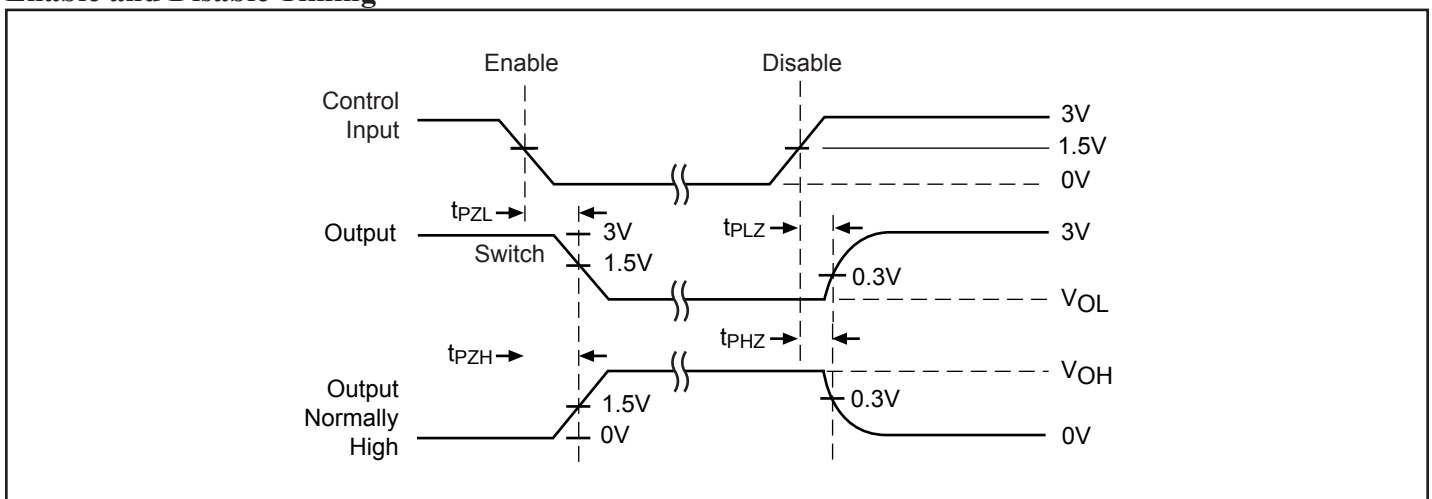 Enable and Disable Timing
Enable
Disable
Control
Input
3V
1.5V
0V
tPZL
Output
Switch
3V
1.5V
tPLZ
0.3V
3V
VOL
tPZH
Output
Normally
High
1.5V
0V
tPHZ
0.3V
VOH
0V